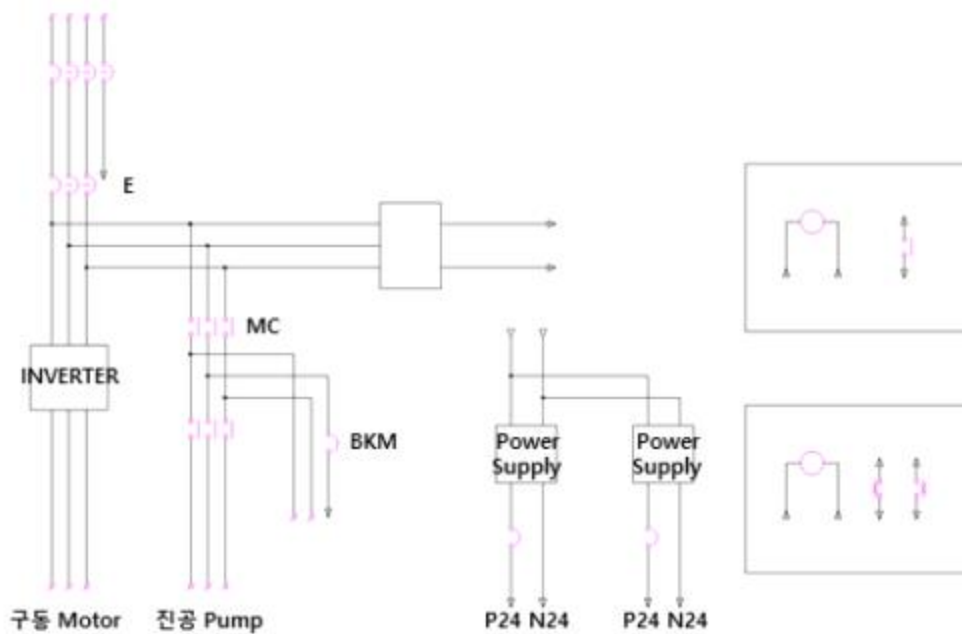 E
MC
INVERTER
BKM
Power
Supply
Power
Supply
구동 Motor
진공 Pump
P24 N24
P24 N24